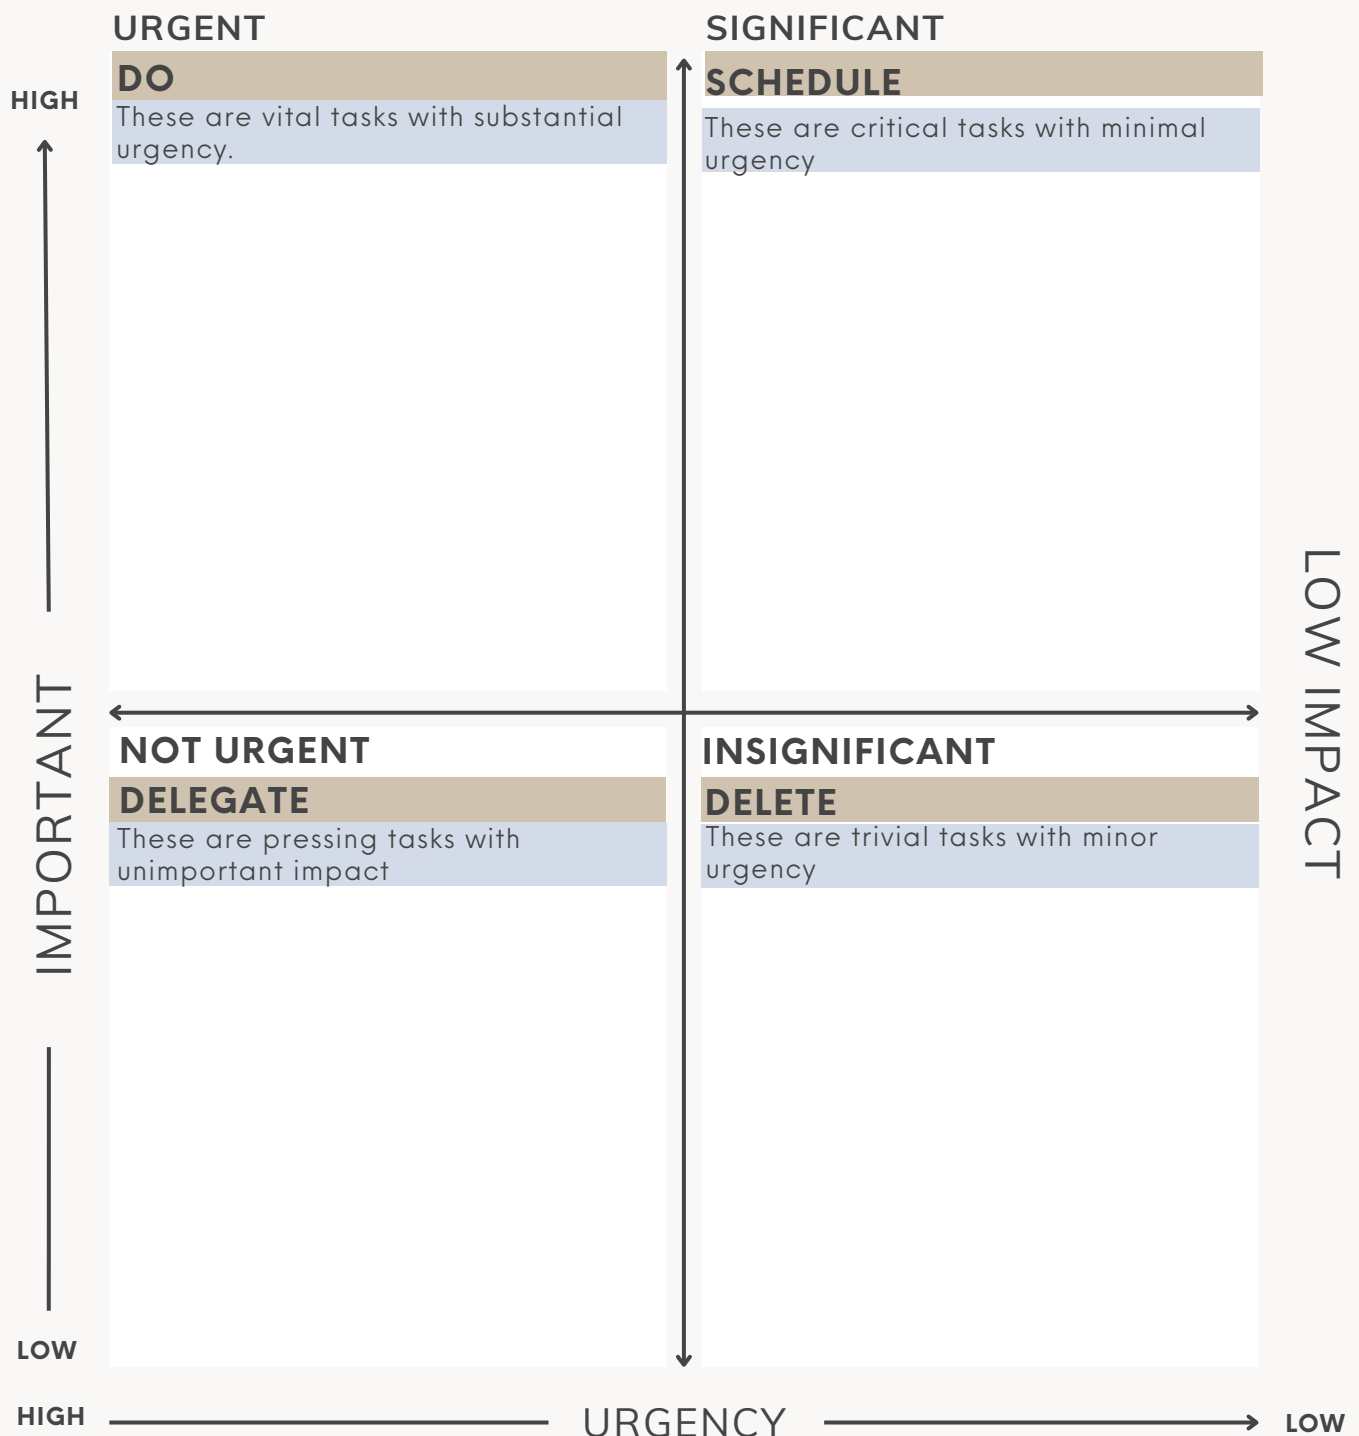 URGENT
SIGNIFICANT
DO
SCHEDULE
HIGH
These are vital tasks with substantial
urgency.
These are critical tasks with minimal
urgency
IMPORTANT
LOW IMPACT
NOT URGENT
INSIGNIFICANT
DELEGATE
DELETE
These are pressing tasks with
unimportant impact
These are trivial tasks with minor
urgency
LOW
HIGH
URGENCY
LOW